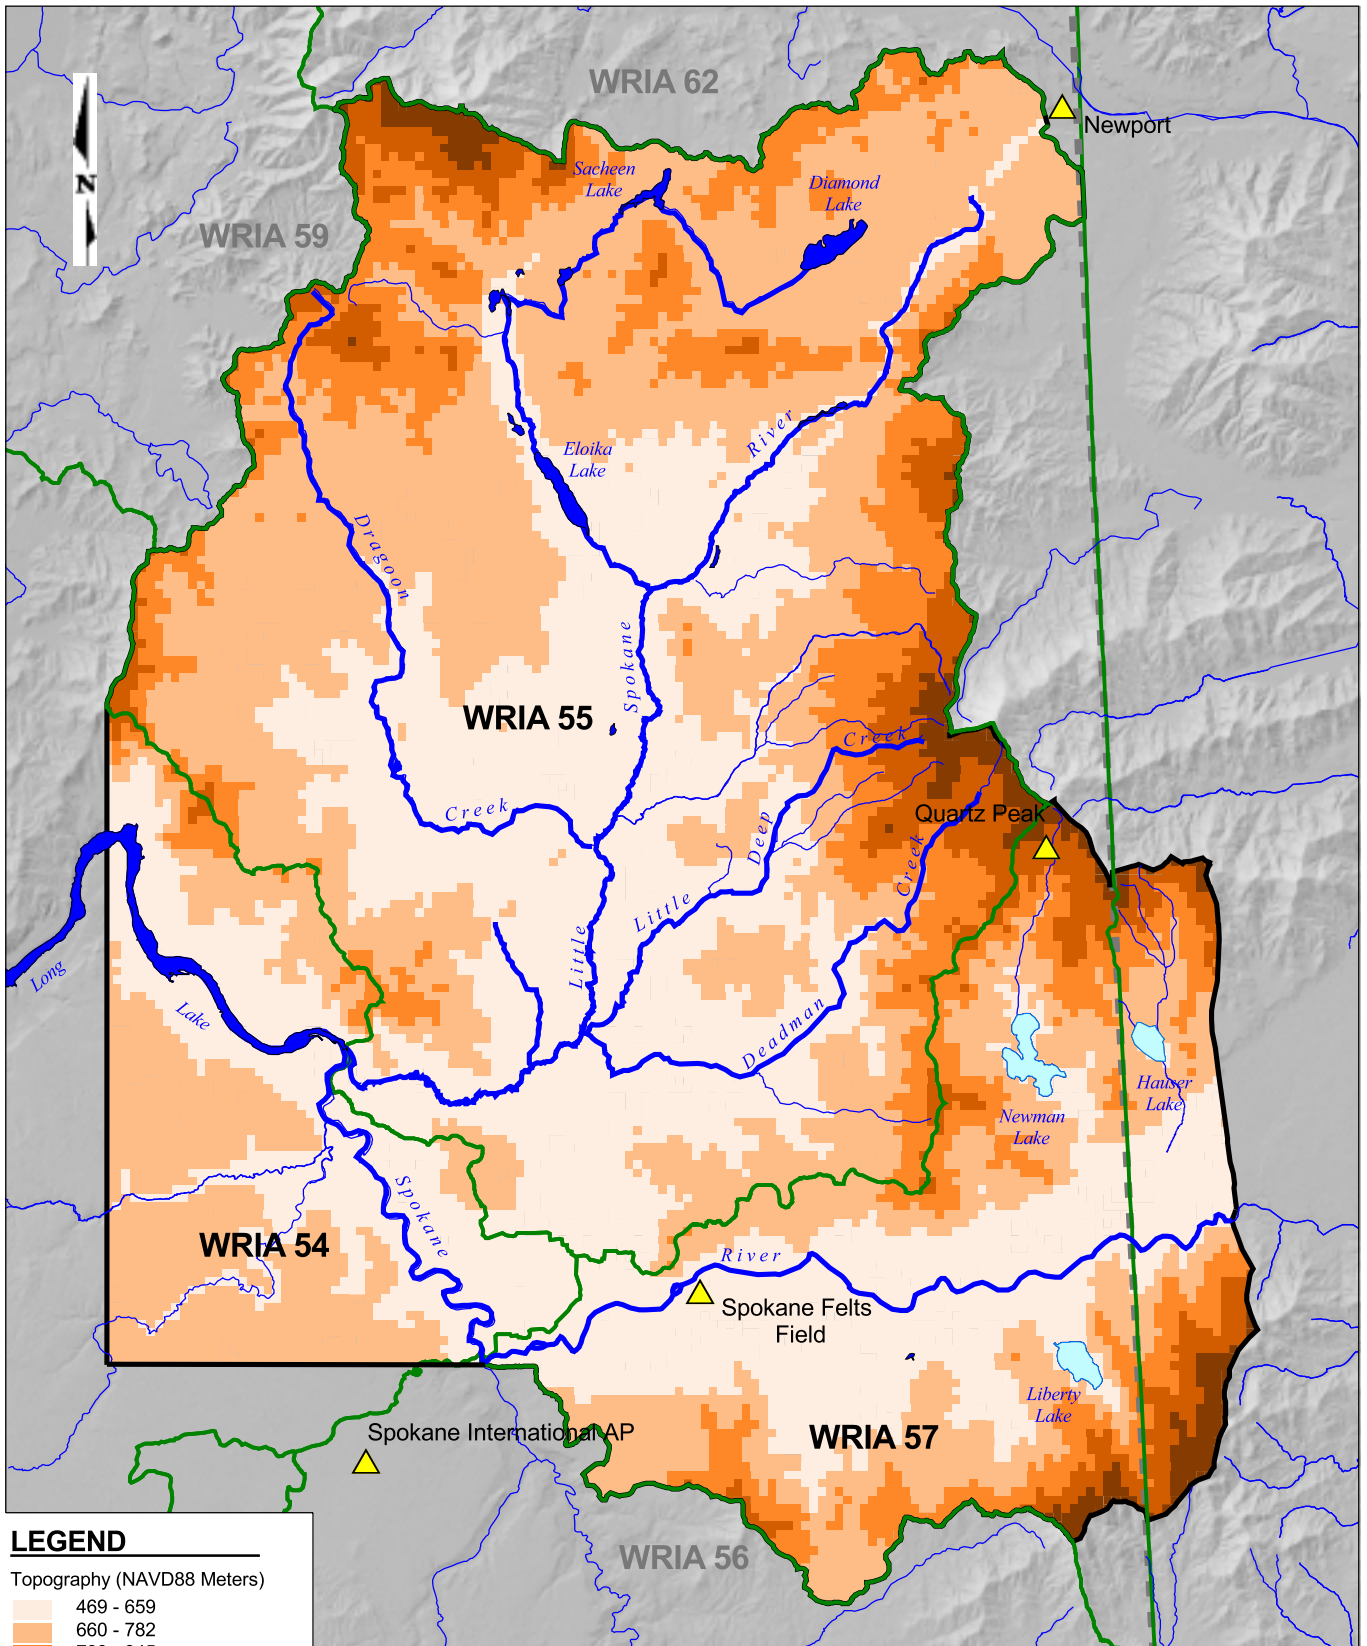 WRIA 62
Newport
N
Sacheen
Lake
Diamond
Lake
WRIA 59
River
Eloika
Lake
Dragoon
Spokane
WRIA 55
Creek
Creek
Quartz Peak
Deep
Creek
Little
Little
Long
Lake
Deadman
Hauser
Lake
Newman
Lake
Spokane
WRIA 54
River
Spokane Felts
Field
Liberty
Lake
Spokane International AP
WRIA 57
WRIA 56
LEGEND
Topography (NAVD88 Meters)
469 - 659
660 - 782